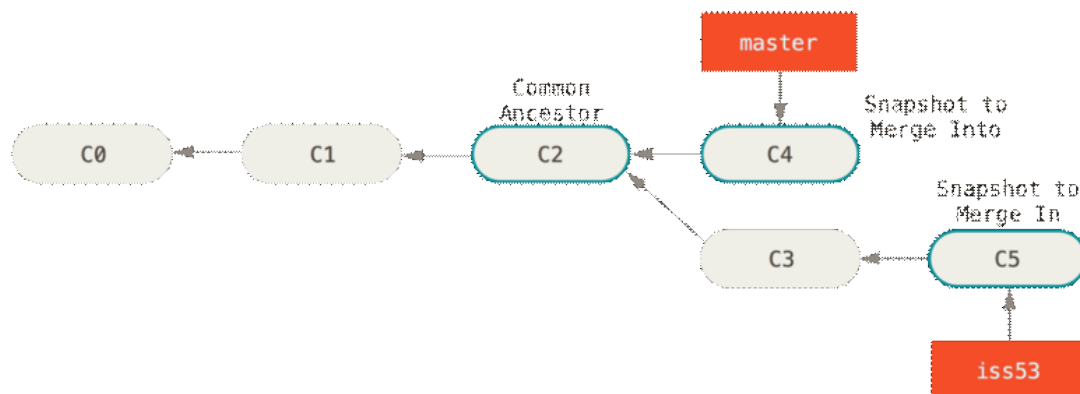 master
Common
Ancestor
Snapshot to
Merge Into
C0
C1
C2
C4
Snapshot to
Merge In
C3
C5
iss53